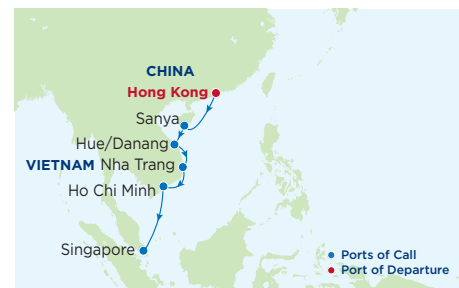 CHINA
Hong Kong
Sanya
Hue/Danang
VIETNAM Nha Trang
Ho Chi Minh
Singapore
Ports of Call
Port of Departure